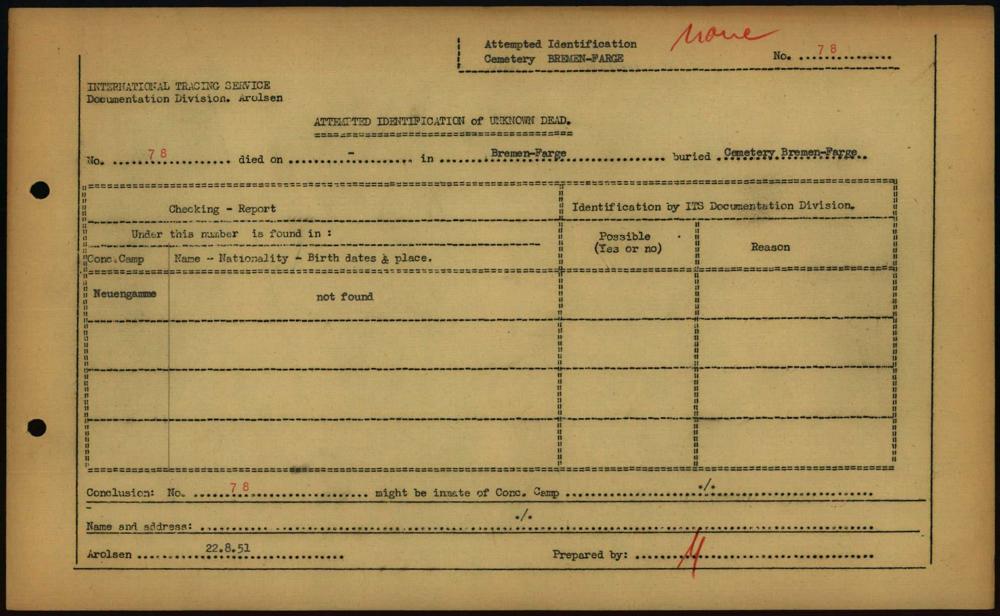 none
Attempted Identification
Cemetery BREMEN-FARGE
No. 78
INTERNATIONAL TRACING SERVICE
Documentation Division. Arolsen
ATTEMPTED IDENTIFICATION of UNKNOWN DEAD.
No. 78 died on - in Bremen-Farge buried Cemetery Bremen-Farge
Checking - Report
Identification by ITS Documentation Division.
Under this number is found in :
Possible
(Yes or no)
Reason
Conc.Camp Name - Nationality - Birth dates & place.
Neuengamme not found
Conclusion: No. 78 might be inmate of Conc. Camp ./.
Name and address: ./.
Arolsen 22.8.51 Prepared by: